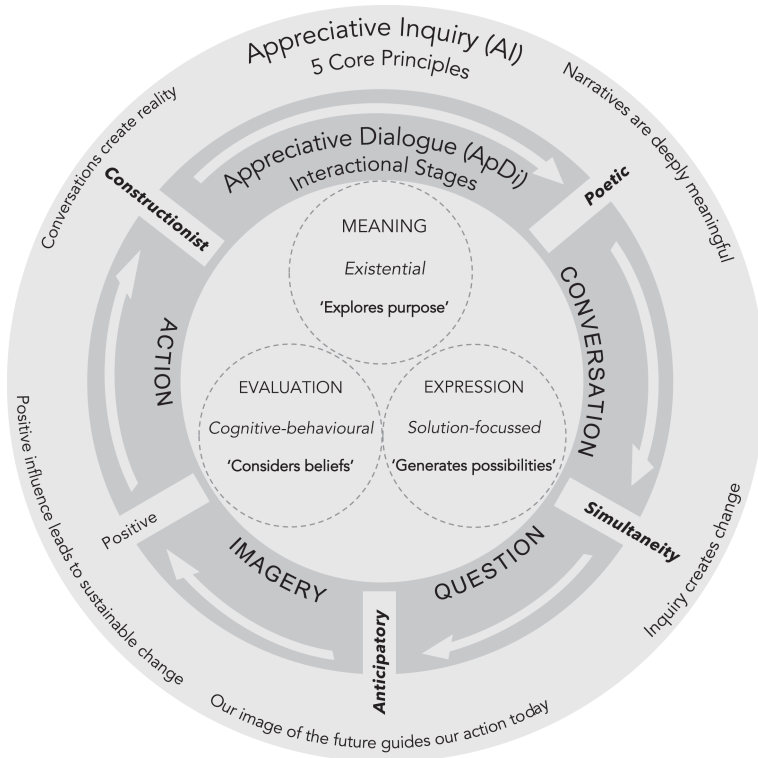 Appreciative Inquiry (AI)
5 Core Principles
Appreciative Dialogue (ApDi)
Interactional Stages
Conversations create reality
Constructionist
Narratives are deeply meaningful
Poetic
MEANING
Existential
‘Explores purpose’
CONVERSATION
ACTION
EVALUATION
Cognitive-behavioural
‘Considers beliefs’
EXPRESSION
Solution-focussed
‘Generates possibilities’
Simultaneity
Inquiry creates change
QUESTION
Anticipatory
Our image of the future guides our action today
IMAGERY
Positive
Positive influence leads to sustainable change